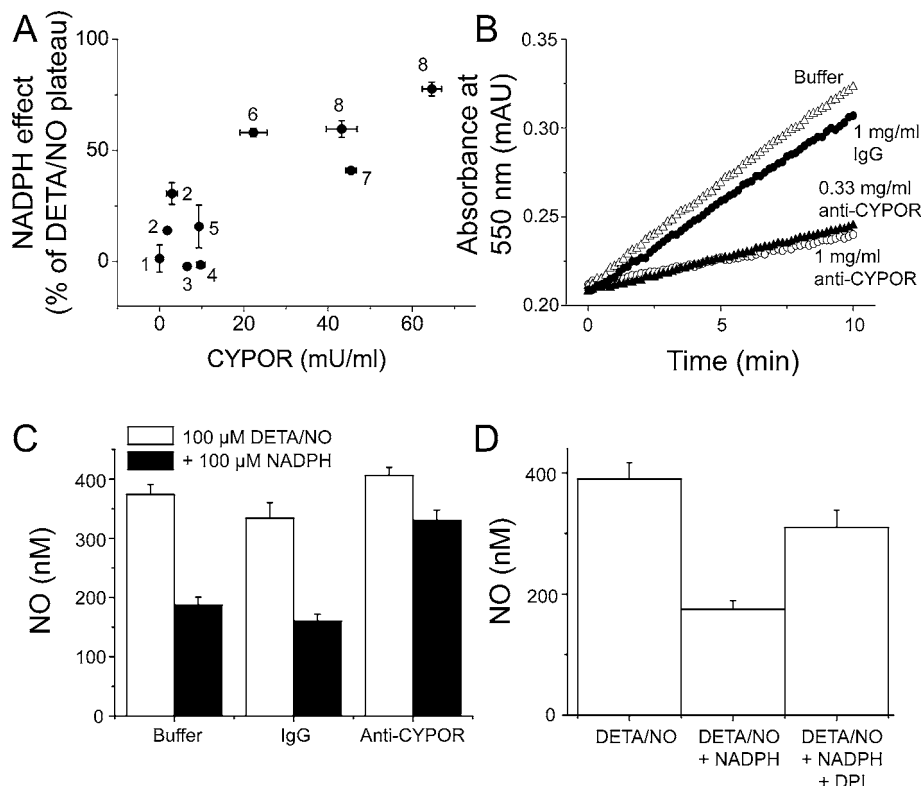 A
NADPH effect
(% of DETA/NO plateau)
100
50
0
0
20
40
60
CYPOR (mU/ml)
1
2
2
3
4
5
6
7
8
8
B
Absorbance at
550 nm (mAU)
0.35
0.30
0.25
0.20
0
5
10
Time (min)
Buffer
1 mg/ml
IgG
0.33 mg/ml
anti-CYPOR
1 mg/ml
anti-CYPOR
C
100 µM DETA/NO
+ 100 µM NADPH
NO (nM)
400
300
200
100
0
Buffer
IgG
Anti-CYPOR
D
NO (nM)
400
200
0
DETA/NO
DETA/NO
+ NADPH
DETA/NO
+ NADPH
+ DPI